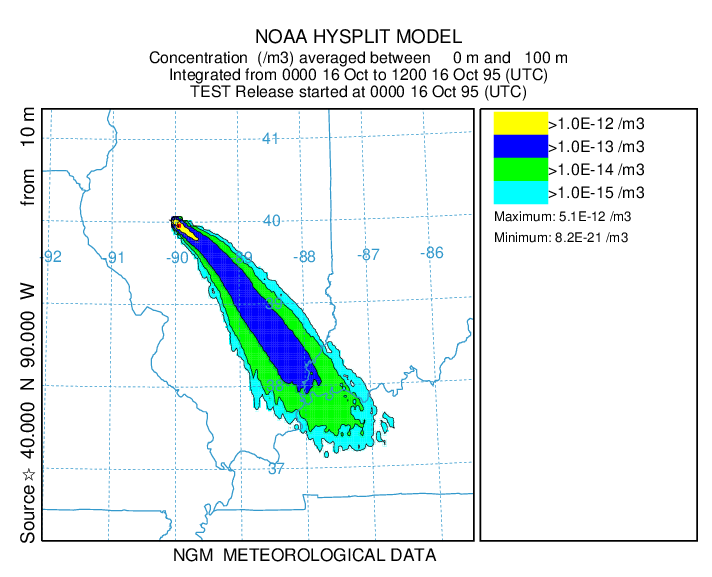 NOAA HYSPLIT MODEL
Concentration (/m3) averaged between 0 m and 100 m
Integrated from 0000 16 Oct to 1200 16 Oct 95 (UTC)
TEST Release started at 0000 16 Oct 95 (UTC)
Source ☆ 40.000 N 90.000 W from 10 m
41
40
-92 -91 -90 -89 -88 -87 -86
39
38
37
>1.0E-12 /m3
>1.0E-13 /m3
>1.0E-14 /m3
>1.0E-15 /m3
Maximum: 5.1E-12 /m3
Minimum: 8.2E-21 /m3
NGM METEOROLOGICAL DATA